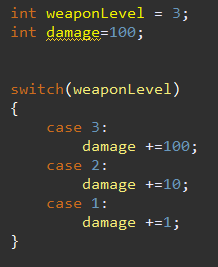 int weaponLevel = 3;
int damage=100;
switch(weaponLevel)
{
case 3:
damage +=100;
case 2:
damage +=10;
case 1:
damage +=1;
}